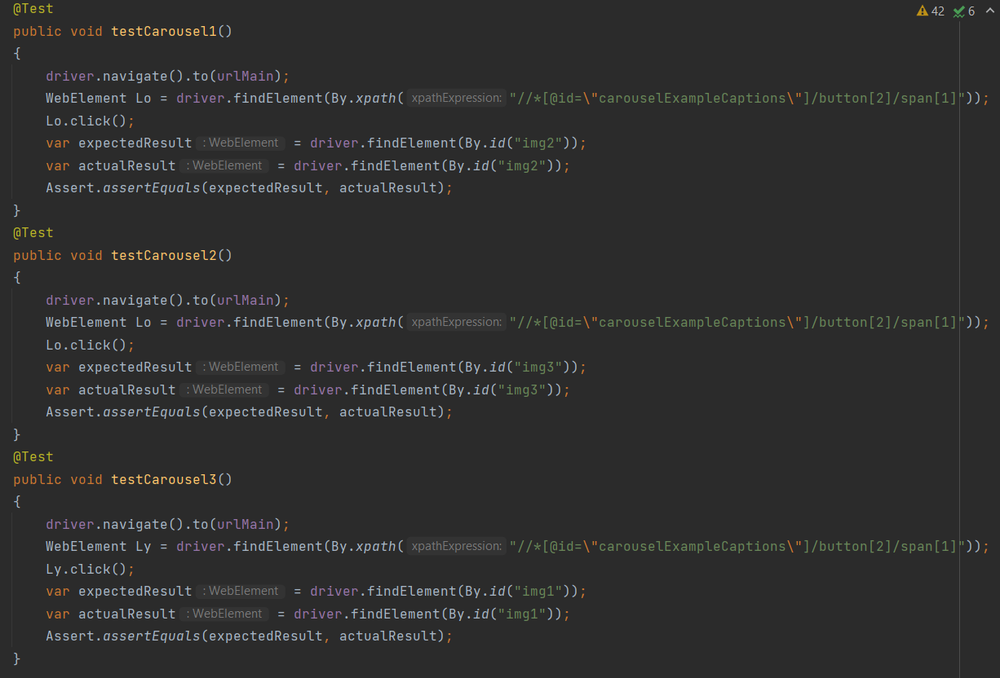 @Test
42 6
public void testCarousel1()
{
driver.navigate().to(urlMain);
WebElement Lo = driver.findElement(By.xpath( xpathExpression: "//*[@id=\"carouselExampleCaptions\"]/button[2]/span[1]"));
Lo.click();
var expectedResult : WebElement = driver.findElement(By.id("img2"));
var actualResult : WebElement = driver.findElement(By.id("img2"));
Assert.assertEquals(expectedResult, actualResult);
}
@Test
public void testCarousel2()
{
driver.navigate().to(urlMain);
WebElement Lo = driver.findElement(By.xpath( xpathExpression: "//*[@id=\"carouselExampleCaptions\"]/button[2]/span[1]"));
Lo.click();
var expectedResult : WebElement = driver.findElement(By.id("img3"));
var actualResult : WebElement = driver.findElement(By.id("img3"));
Assert.assertEquals(expectedResult, actualResult);
}
@Test
public void testCarousel3()
{
driver.navigate().to(urlMain);
WebElement Ly = driver.findElement(By.xpath( xpathExpression: "//*[@id=\"carouselExampleCaptions\"]/button[2]/span[1]"));
Ly.click();
var expectedResult : WebElement = driver.findElement(By.id("img1"));
var actualResult : WebElement = driver.findElement(By.id("img1"));
Assert.assertEquals(expectedResult, actualResult);
}